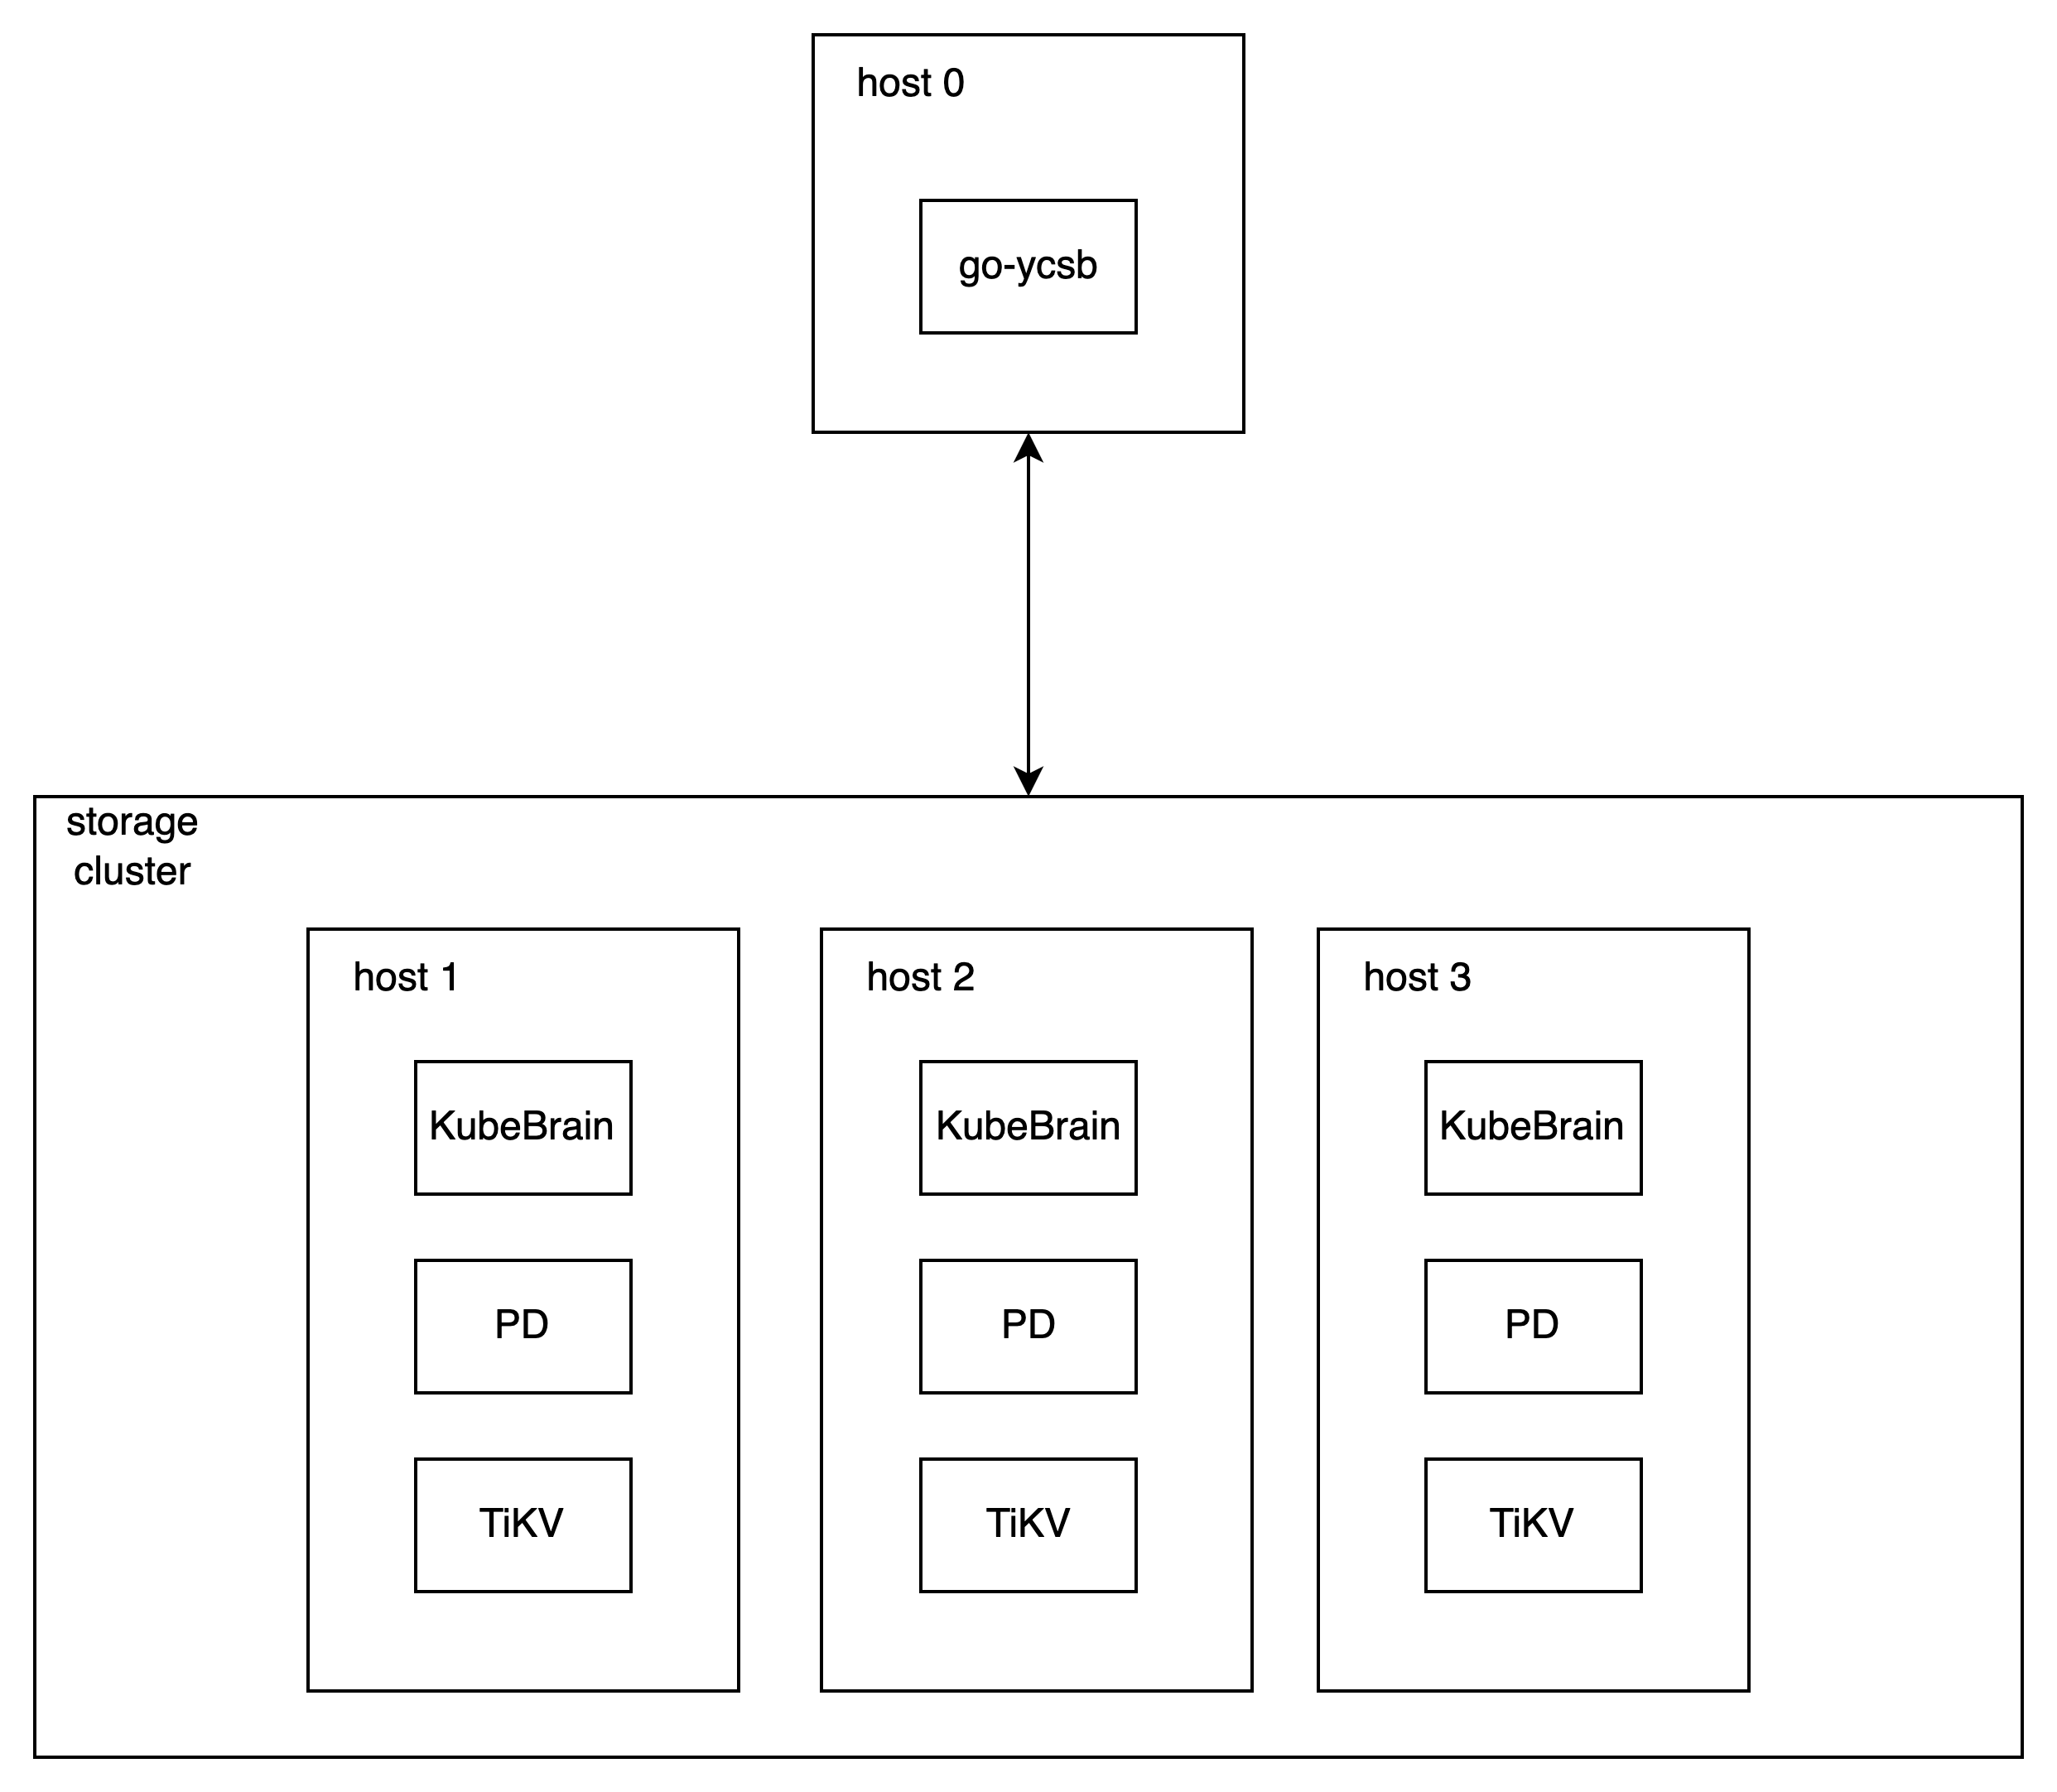 host 0
go-ycsb
storage
cluster
host 1
KubeBrain
PD
TiKV
host 2
KubeBrain
PD
TiKV
host 3
KubeBrain
PD
TiKV